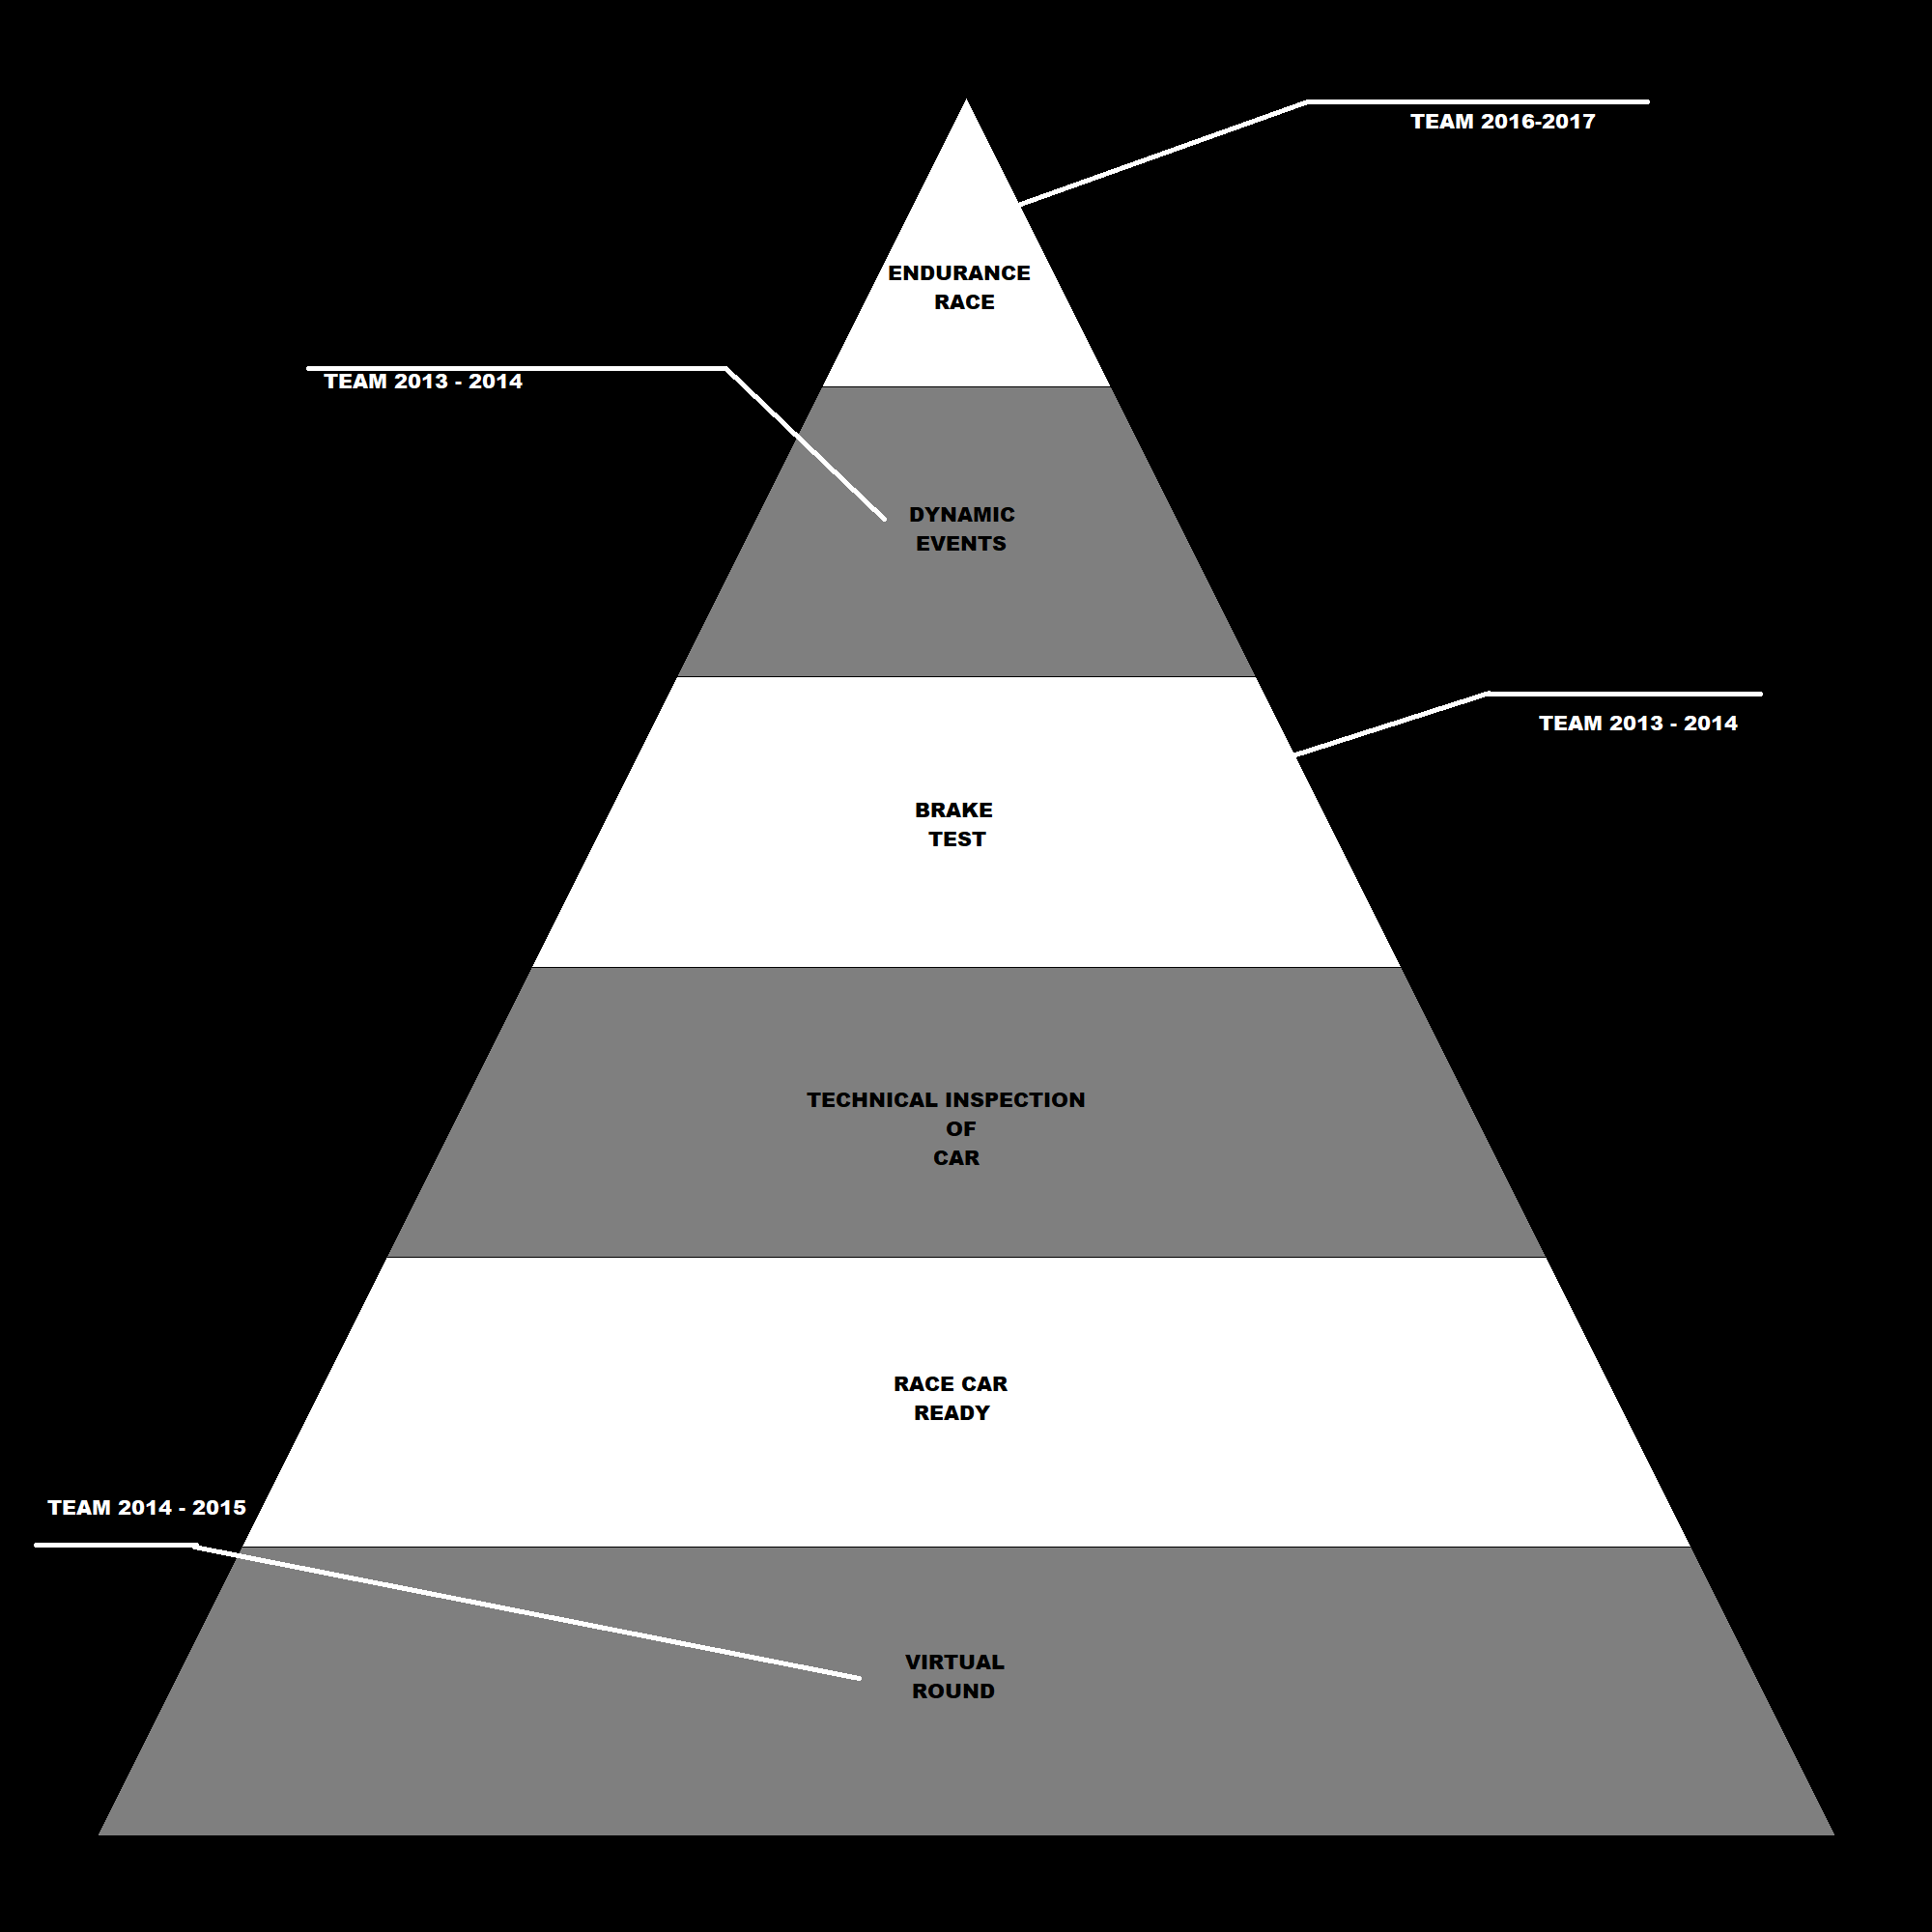 TEAM 2016-2017
ENDURANCE
RACE
TEAM 2013 - 2014
DYNAMIC
EVENTS
TEAM 2013 - 2014
BRAKE
TEST
TECHNICAL INSPECTION
OF
CAR
RACE CAR
READY
TEAM 2014 - 2015
VIRTUAL
ROUND